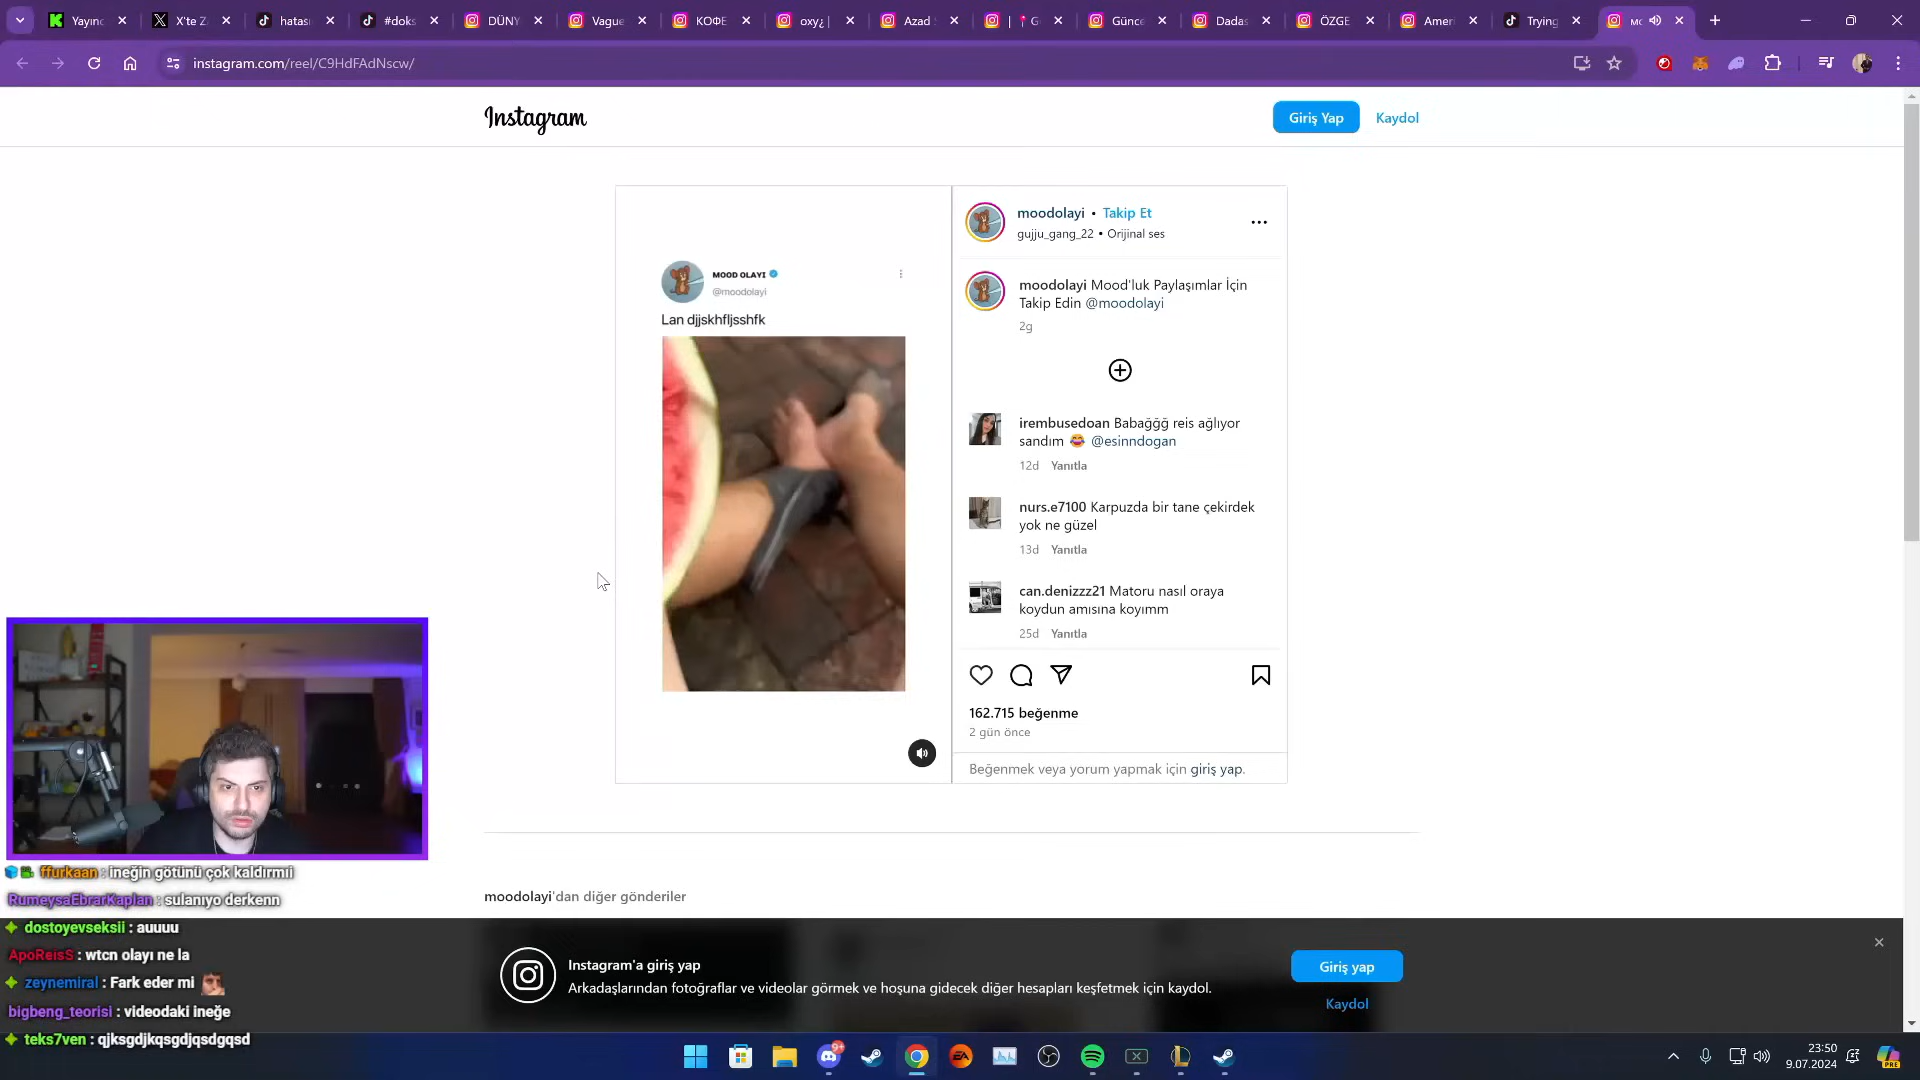 Yayınc
X'te Z
hatası
#doks
DÜNY
Vague
КОФЕ
oxy¿ |
Azad
Günce
Dadaş
ÖZGE
Ameri
Trying
instagram.com/reel/C9HdFAdNscw/
Instagram
Giriş Yap
Kaydol
moodolayi • Takip Et
gujju_gang_22 • Orijinal ses
MOOD OLAYI
@moodolayi
Lan djjskhfljsshfk
moodolayi Mood'luk Paylaşımlar İçin
Takip Edin @moodolayi
2g
irembusedoan Babağğğ reis ağlıyor
sandım 😂 @esinndogan
12d Yanıtla
nurs.e7100 Karpuzda bir tane çekirdek
yok ne güzel
13d Yanıtla
can.denizzz21 Matoru nasıl oraya
koydun amısına koyımm
25d Yanıtla
162.715 beğenme
2 gün önce
Beğenmek veya yorum yapmak için giriş yap.
moodolayi'dan diğer gönderiler
ffurkaan : ineğin götünü çok kaldırmıi
RumeysaEbrarKaplan : sulanıyo derkenn
dostoyevseksii : auuuu
ApoReisS : wtcn olayı ne la
zeynemiral : Fark eder mi
bigbeng_teorisi : videodaki ineğe
teks7ven : qjksgdjkqsgdjqsdgqsd
Instagram'a giriş yap
Arkadaşlarından fotoğraflar ve videolar görmek ve hoşuna gidecek diğer hesapları keşfetmek için kaydol.
Giriş yap
Kaydol
23:50
9.07.2024